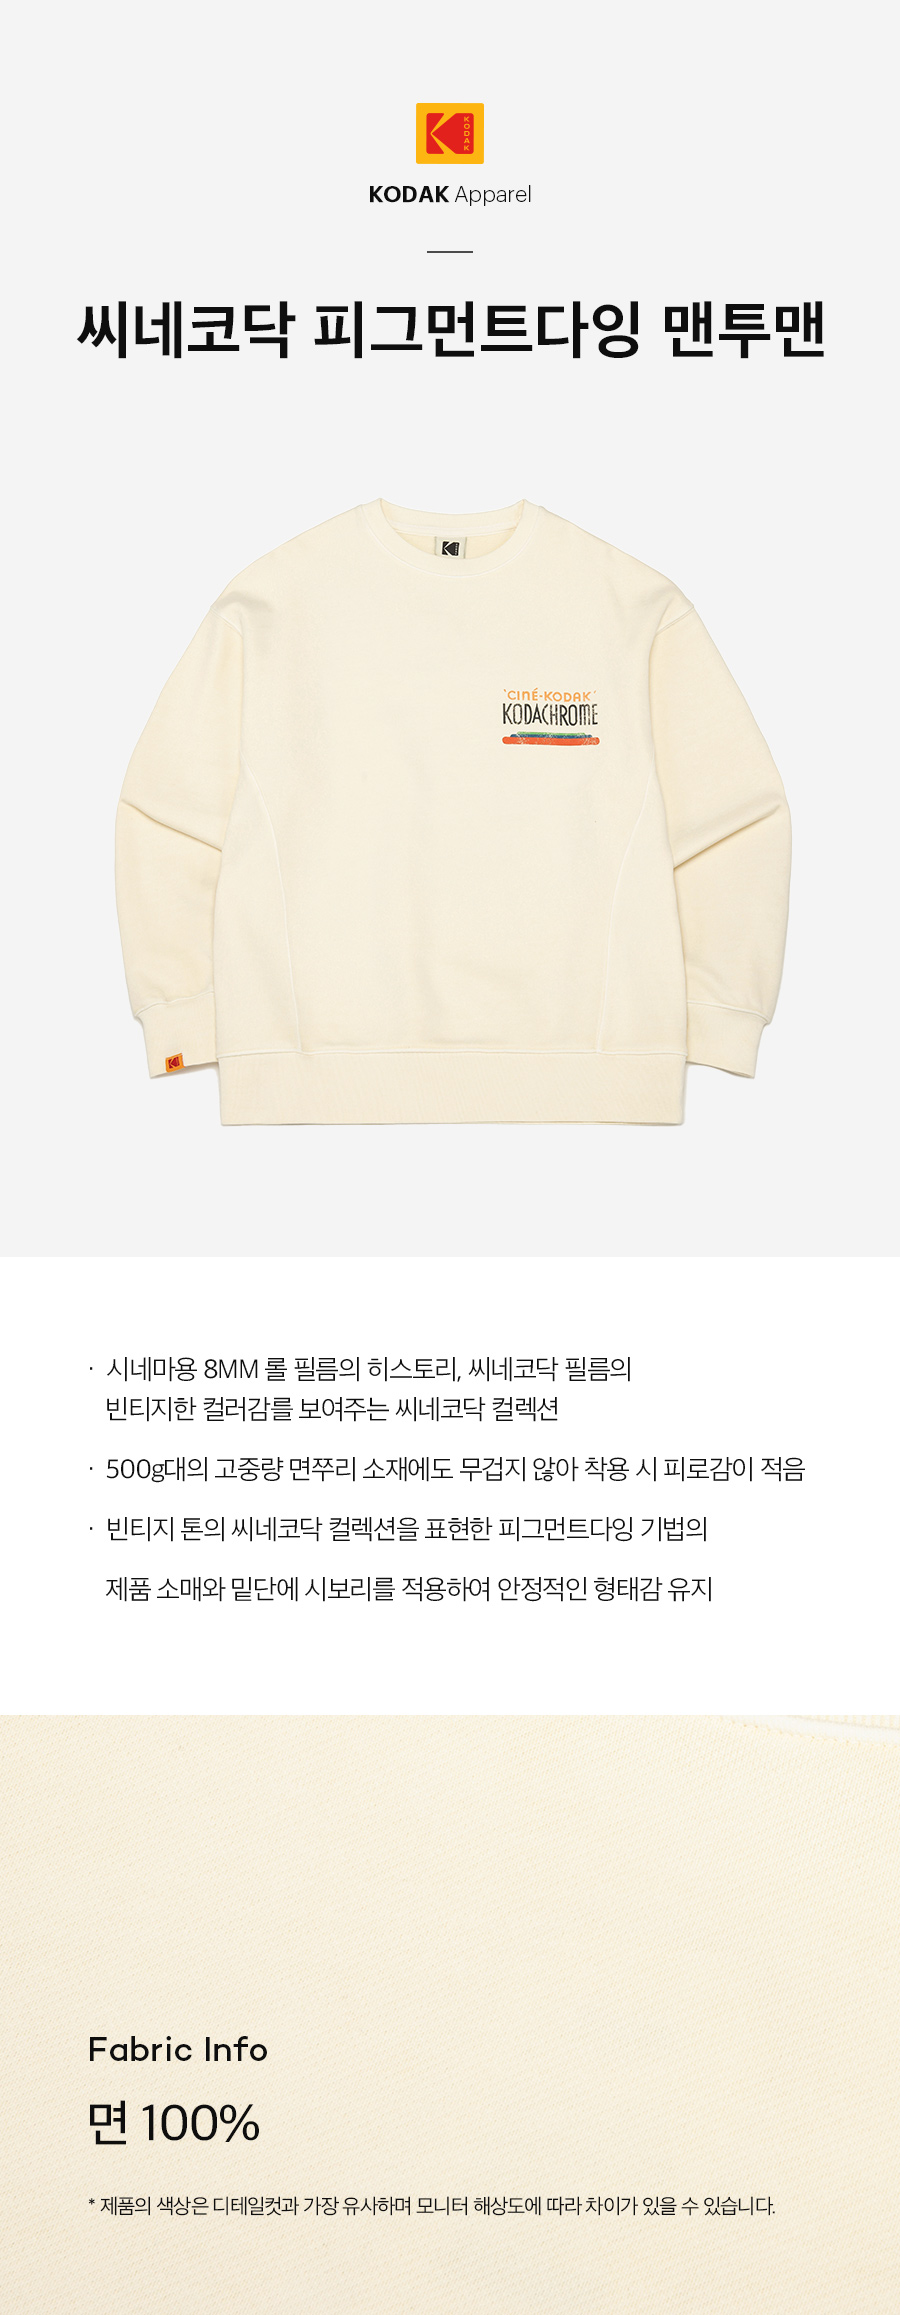 KODAK
KODAK Apparel
씨네코닥 피그먼트다잉 맨투맨
'CINÉ-KODAK'
KODACHROME
· 시네마용 8MM 롤 필름의 히스토리, 씨네코닥 필름의
빈티지한 컬러감를 보여주는 씨네코닥 컬렉션
· 500g대의 고중량 면쭈리 소재에도 무겁지 않아 착용 시 피로감이 적음
· 빈티지 톤의 씨네코닥 컬렉션을 표현한 피그먼트다잉 기법의
제품 소매와 밑단에 시보리를 적용하여 안정적인 형태감 유지
Fabric Info
면 100%
* 제품의 색상은 디테일컷과 가장 유사하며 모니터 해상도에 따라 차이가 있을 수 있습니다.